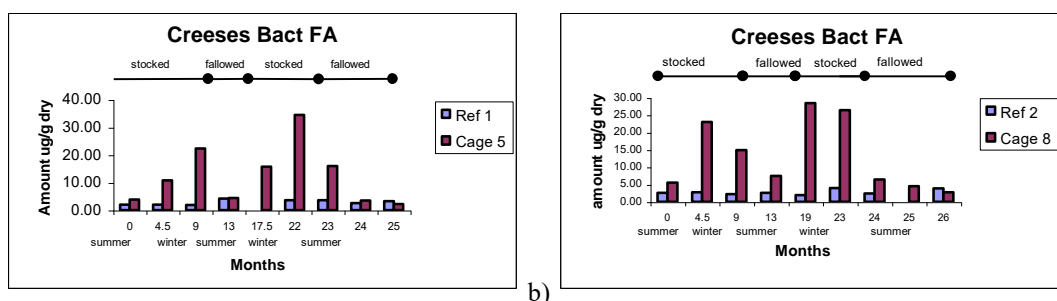 Creeses Bact FA
stocked fallowed stocked fallowed
Amount ug/g dry
40.00
30.00
20.00
10.00
0.00
0 4.5 9 13 17.5 22 23 24 25
summer winter summer winter summer
Months
Ref 1
Cage 5
b)
Creeses Bact FA
stocked fallowed stocked fallowed
amount ug/g dry
30.00
25.00
20.00
15.00
10.00
5.00
0.00
0 4.5 9 13 19 23 24 25 26
summer winter summer winter summer
Months
Ref 2
Cage 8